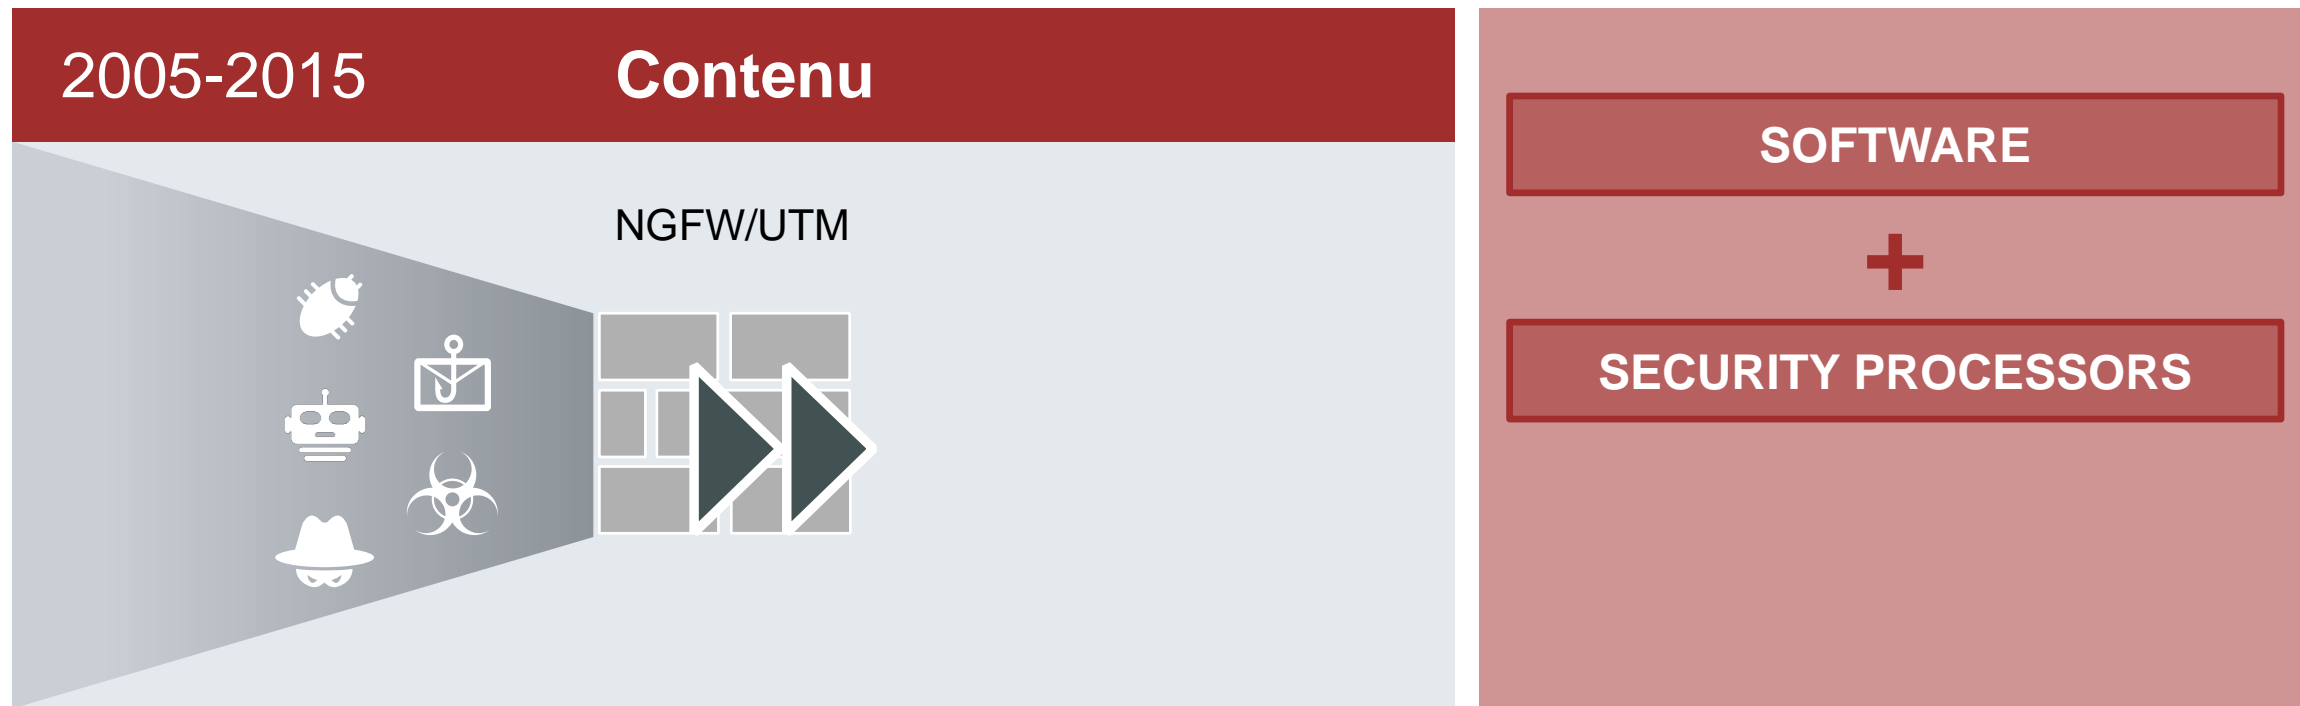 2005-2015
Contenu
NGFW/UTM
SOFTWARE
+
SECURITY PROCESSORS